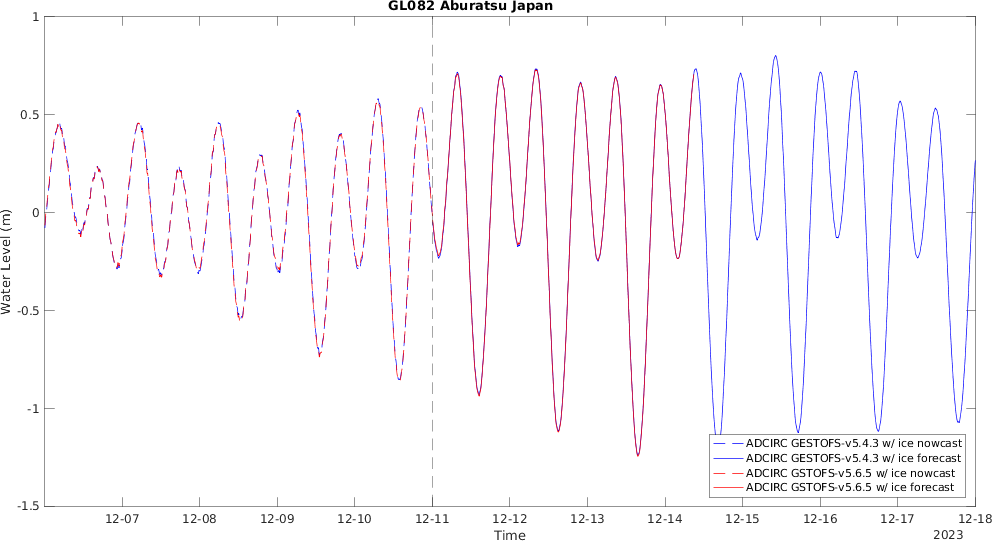 GL082 Aburatsu Japan
1
0.5
0
-0.5
-1
-1.5
Water Level (m)
12-07 12-08 12-09 12-10 12-11 12-12 12-13 12-14 12-15 12-16 12-17 12-18
Time
2023
ADCIRC GESTOFS-v5.4.3 w/ ice nowcast
ADCIRC GESTOFS-v5.4.3 w/ ice forecast
ADCIRC GSTOFS-v5.6.5 w/ ice nowcast
ADCIRC GSTOFS-v5.6.5 w/ ice forecast